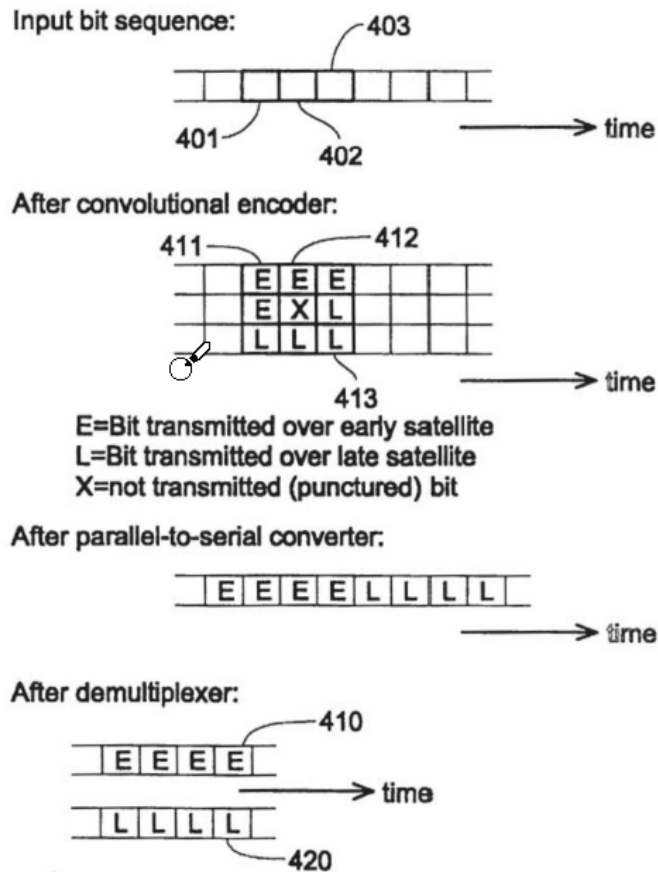 Input bit sequence:
403
401
402
time
After convolutional encoder:
411
412
E E E
E X L
L L L
413
time
E=Bit transmitted over early satellite
L=Bit transmitted over late satellite
X=not transmitted (punctured) bit
After parallel-to-serial converter:
E E E E L L L L
time
After demultiplexer:
410
E E E E
time
L L L L
420